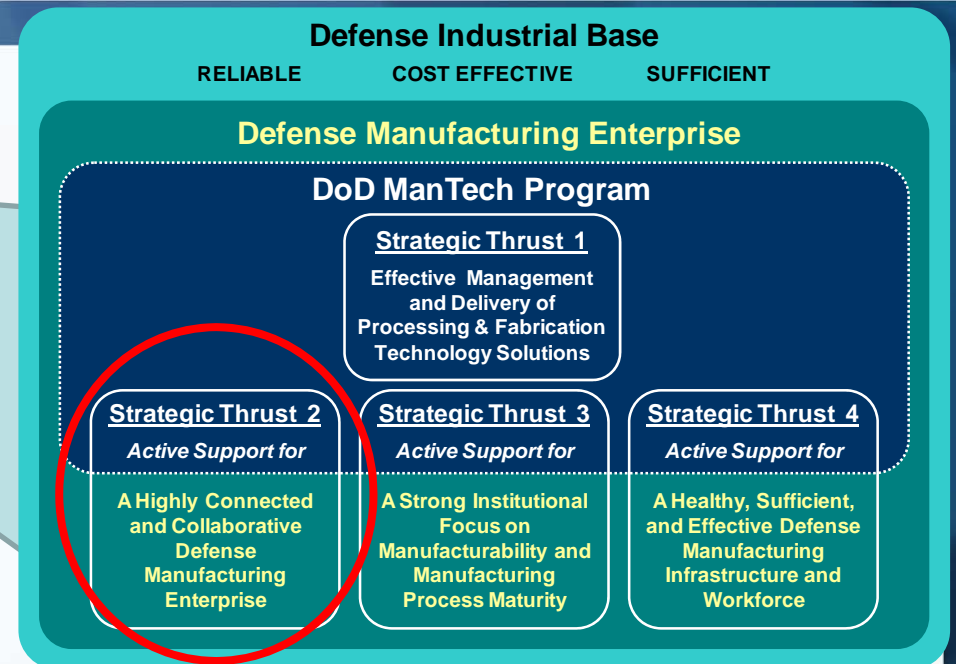 Defense Industrial Base
RELIABLE COST EFFECTIVE SUFFICIENT
Defense Manufacturing Enterprise
DoD ManTech Program
Strategic Thrust 1
Effective Management
and Delivery of
Processing & Fabrication
Technology Solutions
Strategic Thrust 2
Active Support for
A Highly Connected
and Collaborative
Defense
Manufacturing
Enterprise
Strategic Thrust 3
Active Support for
A Strong Institutional
Focus on
Manufacturability and
Manufacturing
Process Maturity
Strategic Thrust 4
Active Support for
A Healthy, Sufficient,
and Effective Defense
Manufacturing
Infrastructure and
Workforce